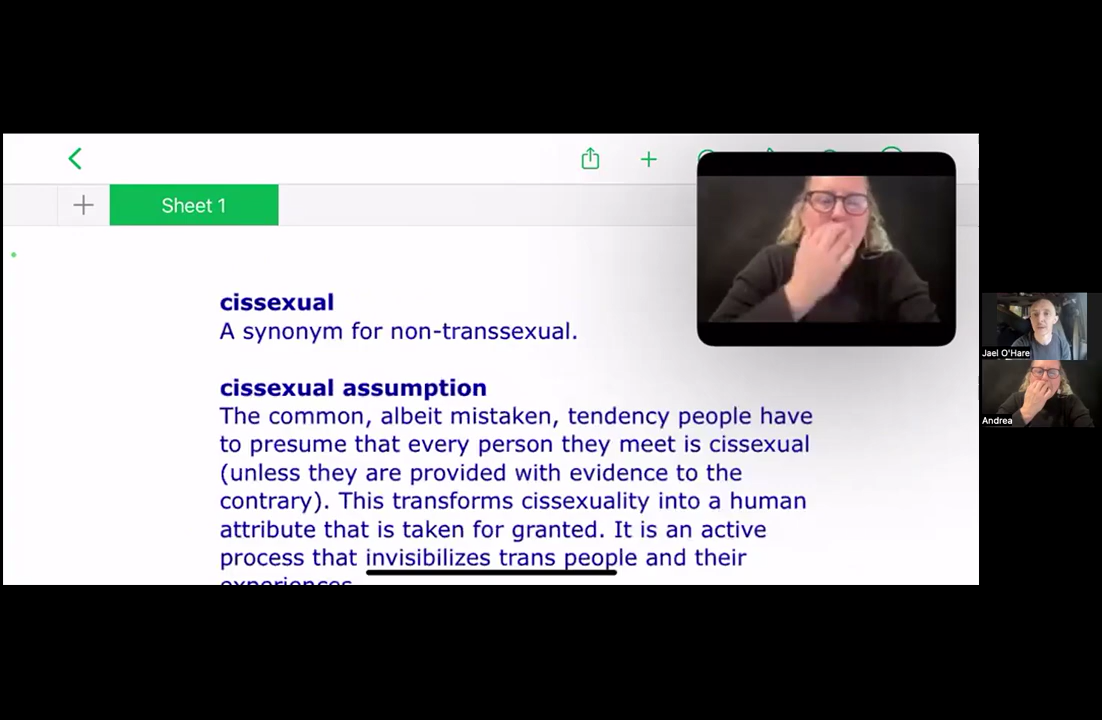 Sheet 1
cissexual
A synonym for non-transsexual.
cissexual assumption
The common, albeit mistaken, tendency people have
to presume that every person they meet is cissexual
(unless they are provided with evidence to the
contrary). This transforms cissexuality into a human
attribute that is taken for granted. It is an active
process that invisibilizes trans people and their
experiences.
Jael O'Hare
Andrea